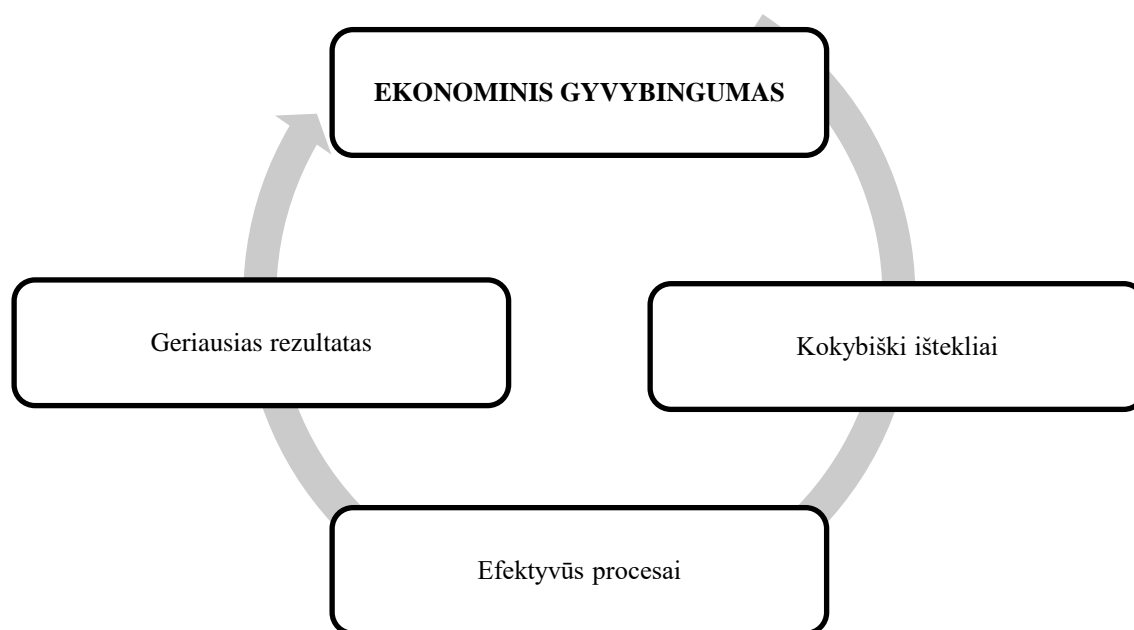 EKONOMINIS GYVYBINGUMAS
Geriausias rezultatas
Kokybiški ištekliai
Efektyvūs procesai